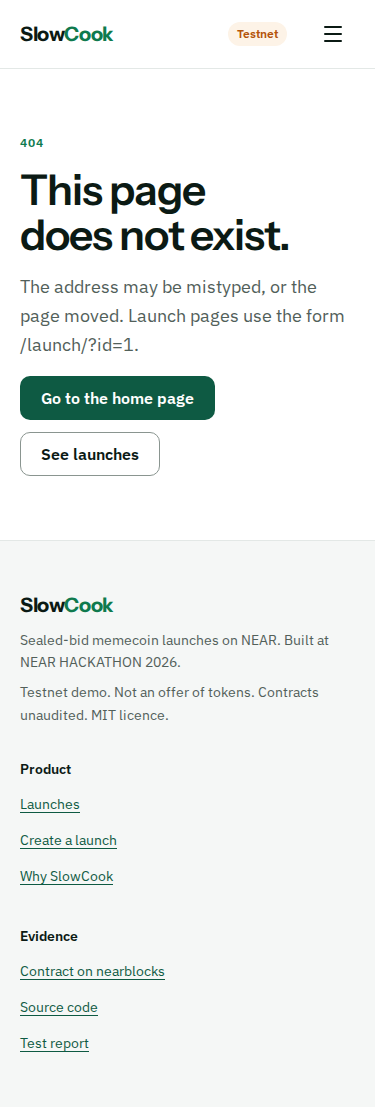 SlowCook
Testnet
404
This page
does not exist.
The address may be mistyped, or the
page moved. Launch pages use the form
/launch/?id=1.
Go to the home page
See launches
SlowCook
Sealed-bid memecoin launches on NEAR. Built at
NEAR HACKATHON 2026.
Testnet demo. Not an offer of tokens. Contracts
unaudited. MIT licence.
Product
Launches
Create a launch
Why SlowCook
Evidence
Contract on nearblocks
Source code
Test report